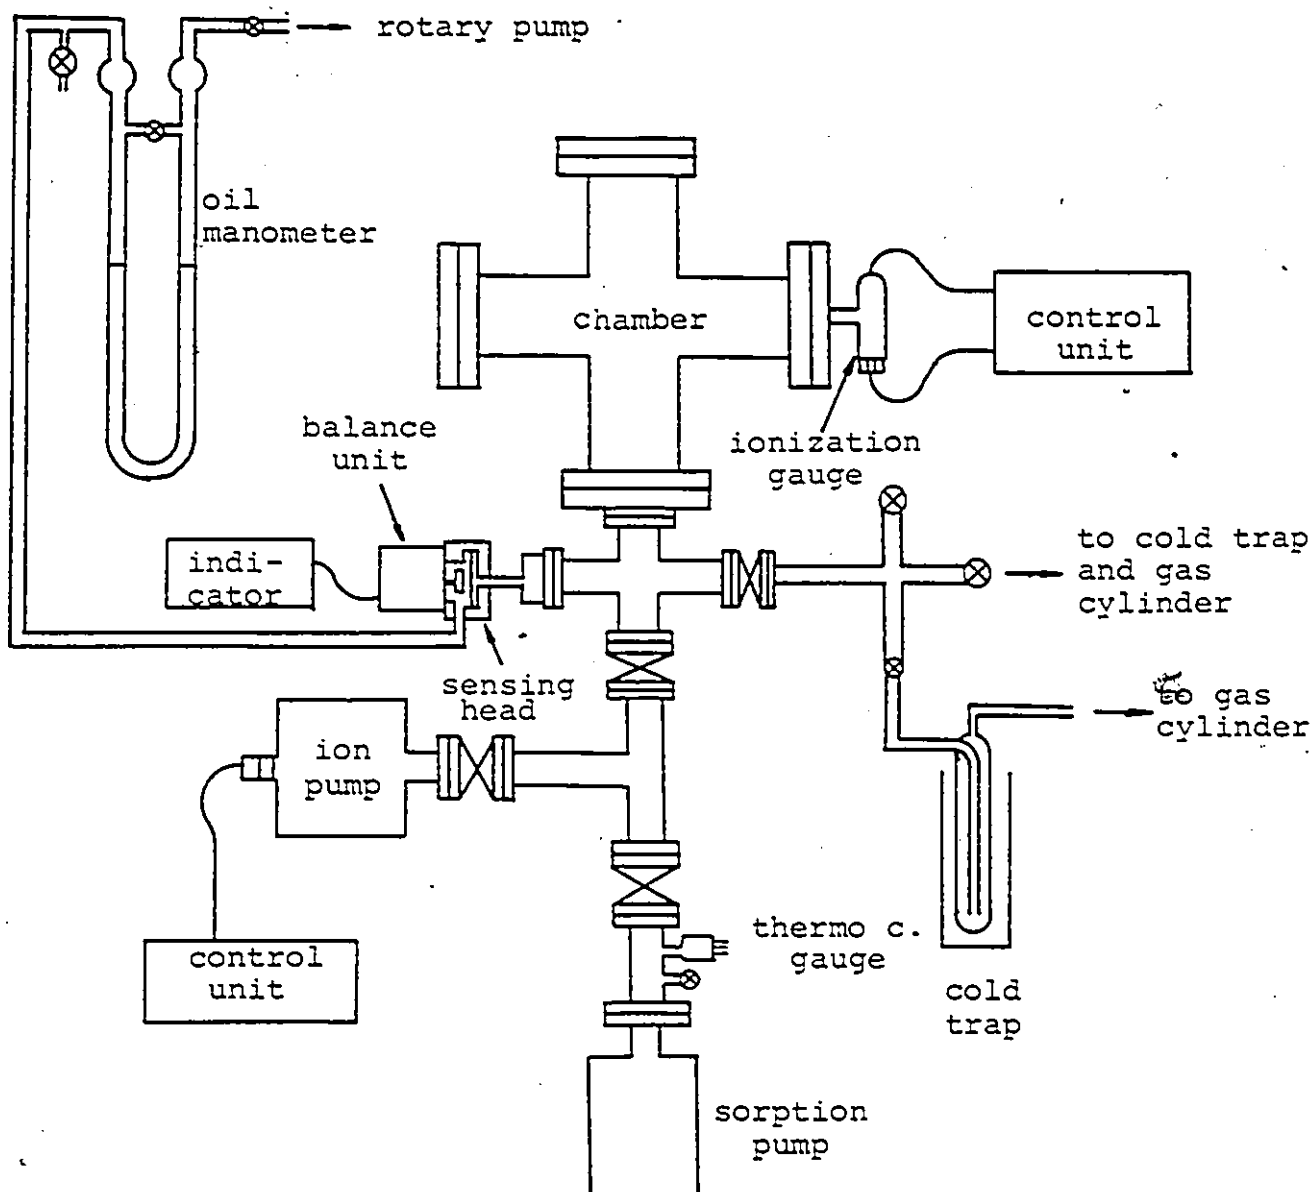 rotary pump
oil
manometer
chamber
control
unit
balance
unit
ionization
gauge
indi-
cator
to cold trap
and gas
cylinder
sensing
head
to gas
cylinder
ion
pump
thermo c.
gauge
control
unit
cold
trap
sorption
pump